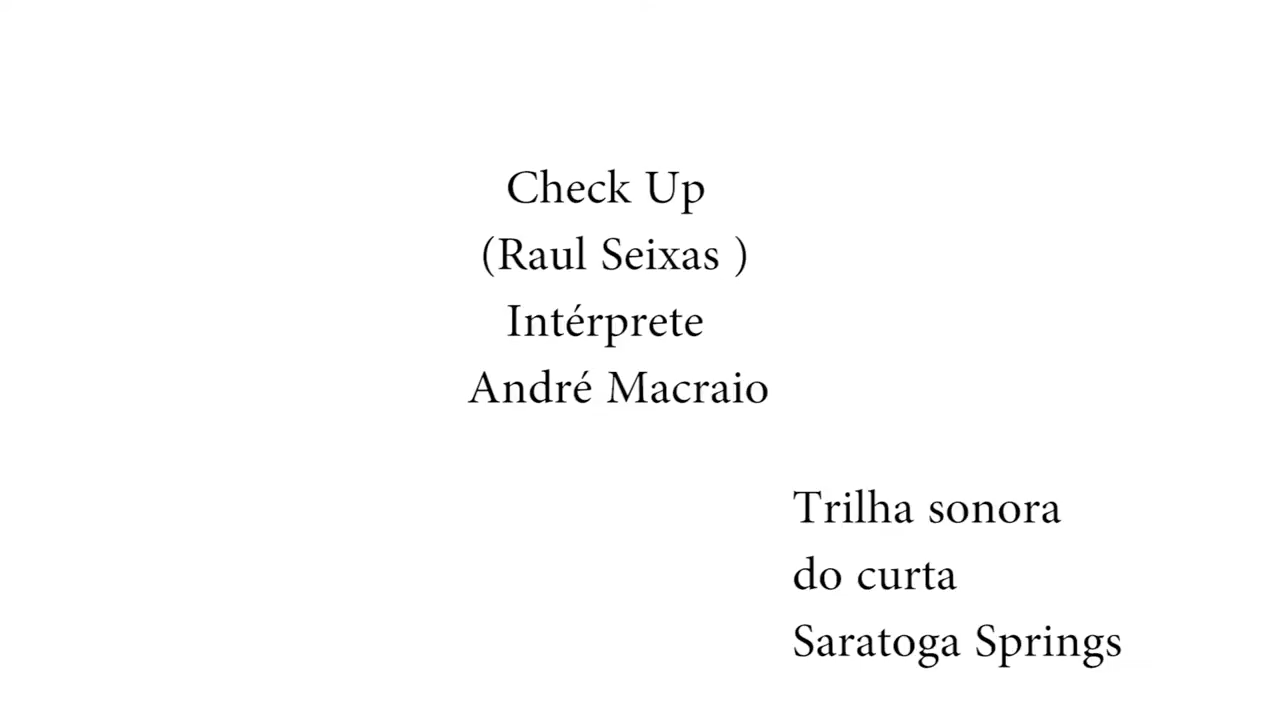 Check Up
(Raul Seixas )
Intérprete
André Macraio
Trilha sonora
do curta
Saratoga Springs